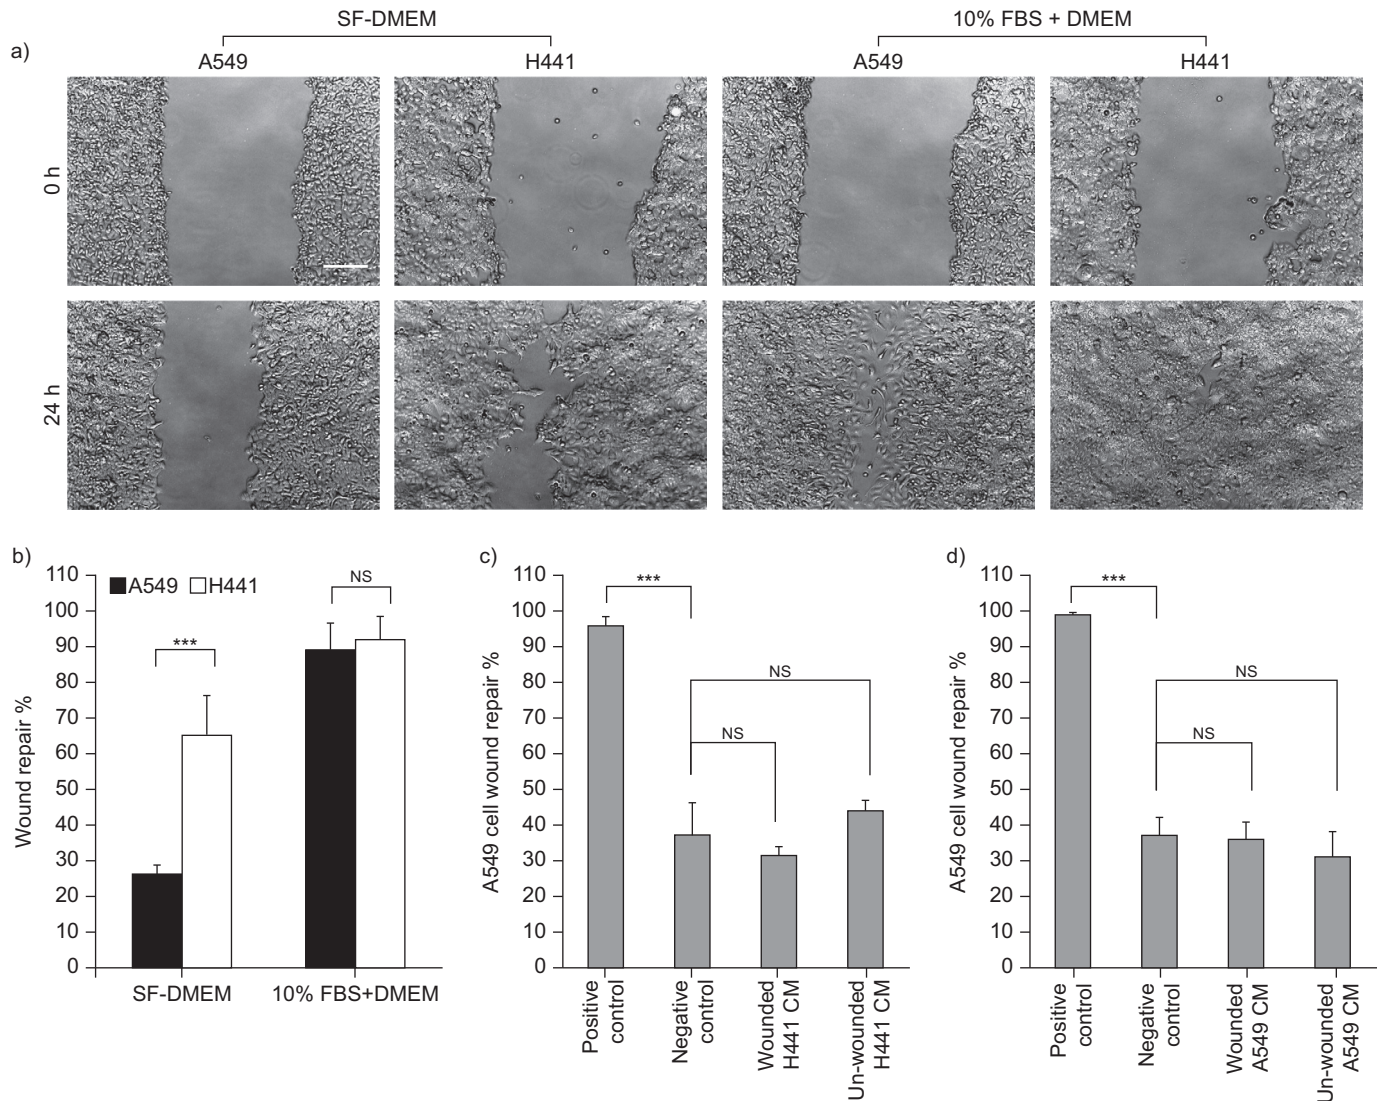 SF-DMEM
10% FBS + DMEM
a)
A549
H441
A549
H441
0 h
24 h
b)
110
100
90
80
70
60
50
40
30
20
10
0
Wound repair %
A549
H441
***
NS
SF-DMEM
10% FBS+DMEM
c)
110
100
90
80
70
60
50
40
30
20
10
0
A549 cell wound repair %
***
NS
NS
Positive
control
Negative
control
Wounded
H441 CM
Un-wounded
H441 CM
d)
110
100
90
80
70
60
50
40
30
20
10
0
A549 cell wound repair %
***
NS
NS
Positive
control
Negative
control
Wounded
A549 CM
Un-wounded
A549 CM